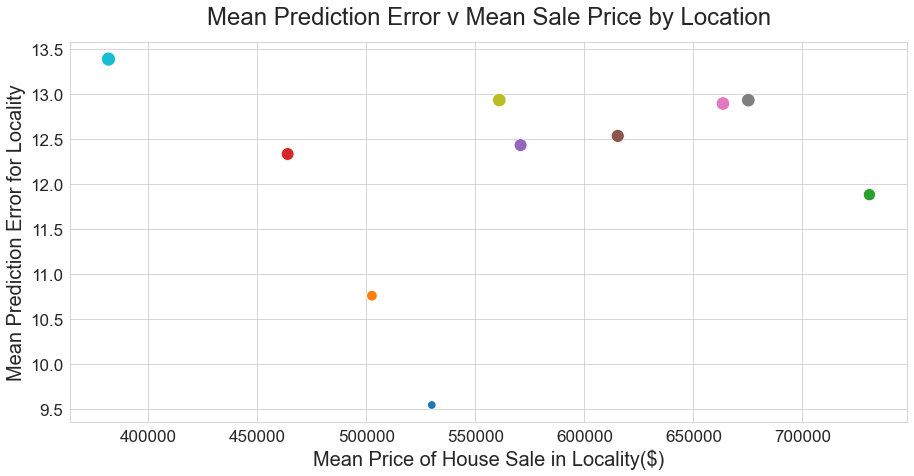 Mean Prediction Error v Mean Sale Price by Location
Mean Prediction Error for Locality
13.5
13.0
12.5
12.0
11.5
11.0
10.5
10.0
9.5
400000 450000 500000 550000 600000 650000 700000
Mean Price of House Sale in Locality($)